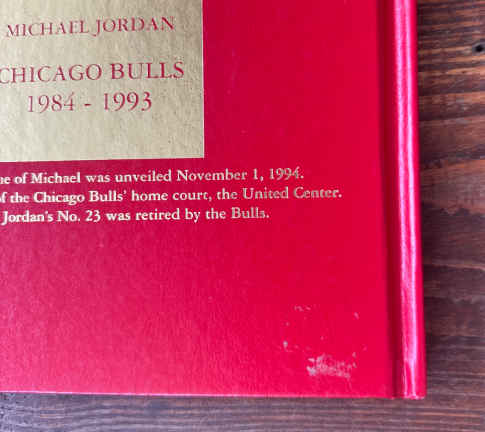 MICHAEL JORDAN
CHICAGO BULLS
1984 - 1993
of Michael was unveiled November 1, 1994.
of the Chicago Bulls' home court, the United Center.
Jordan's No. 23 was retired by the Bulls.